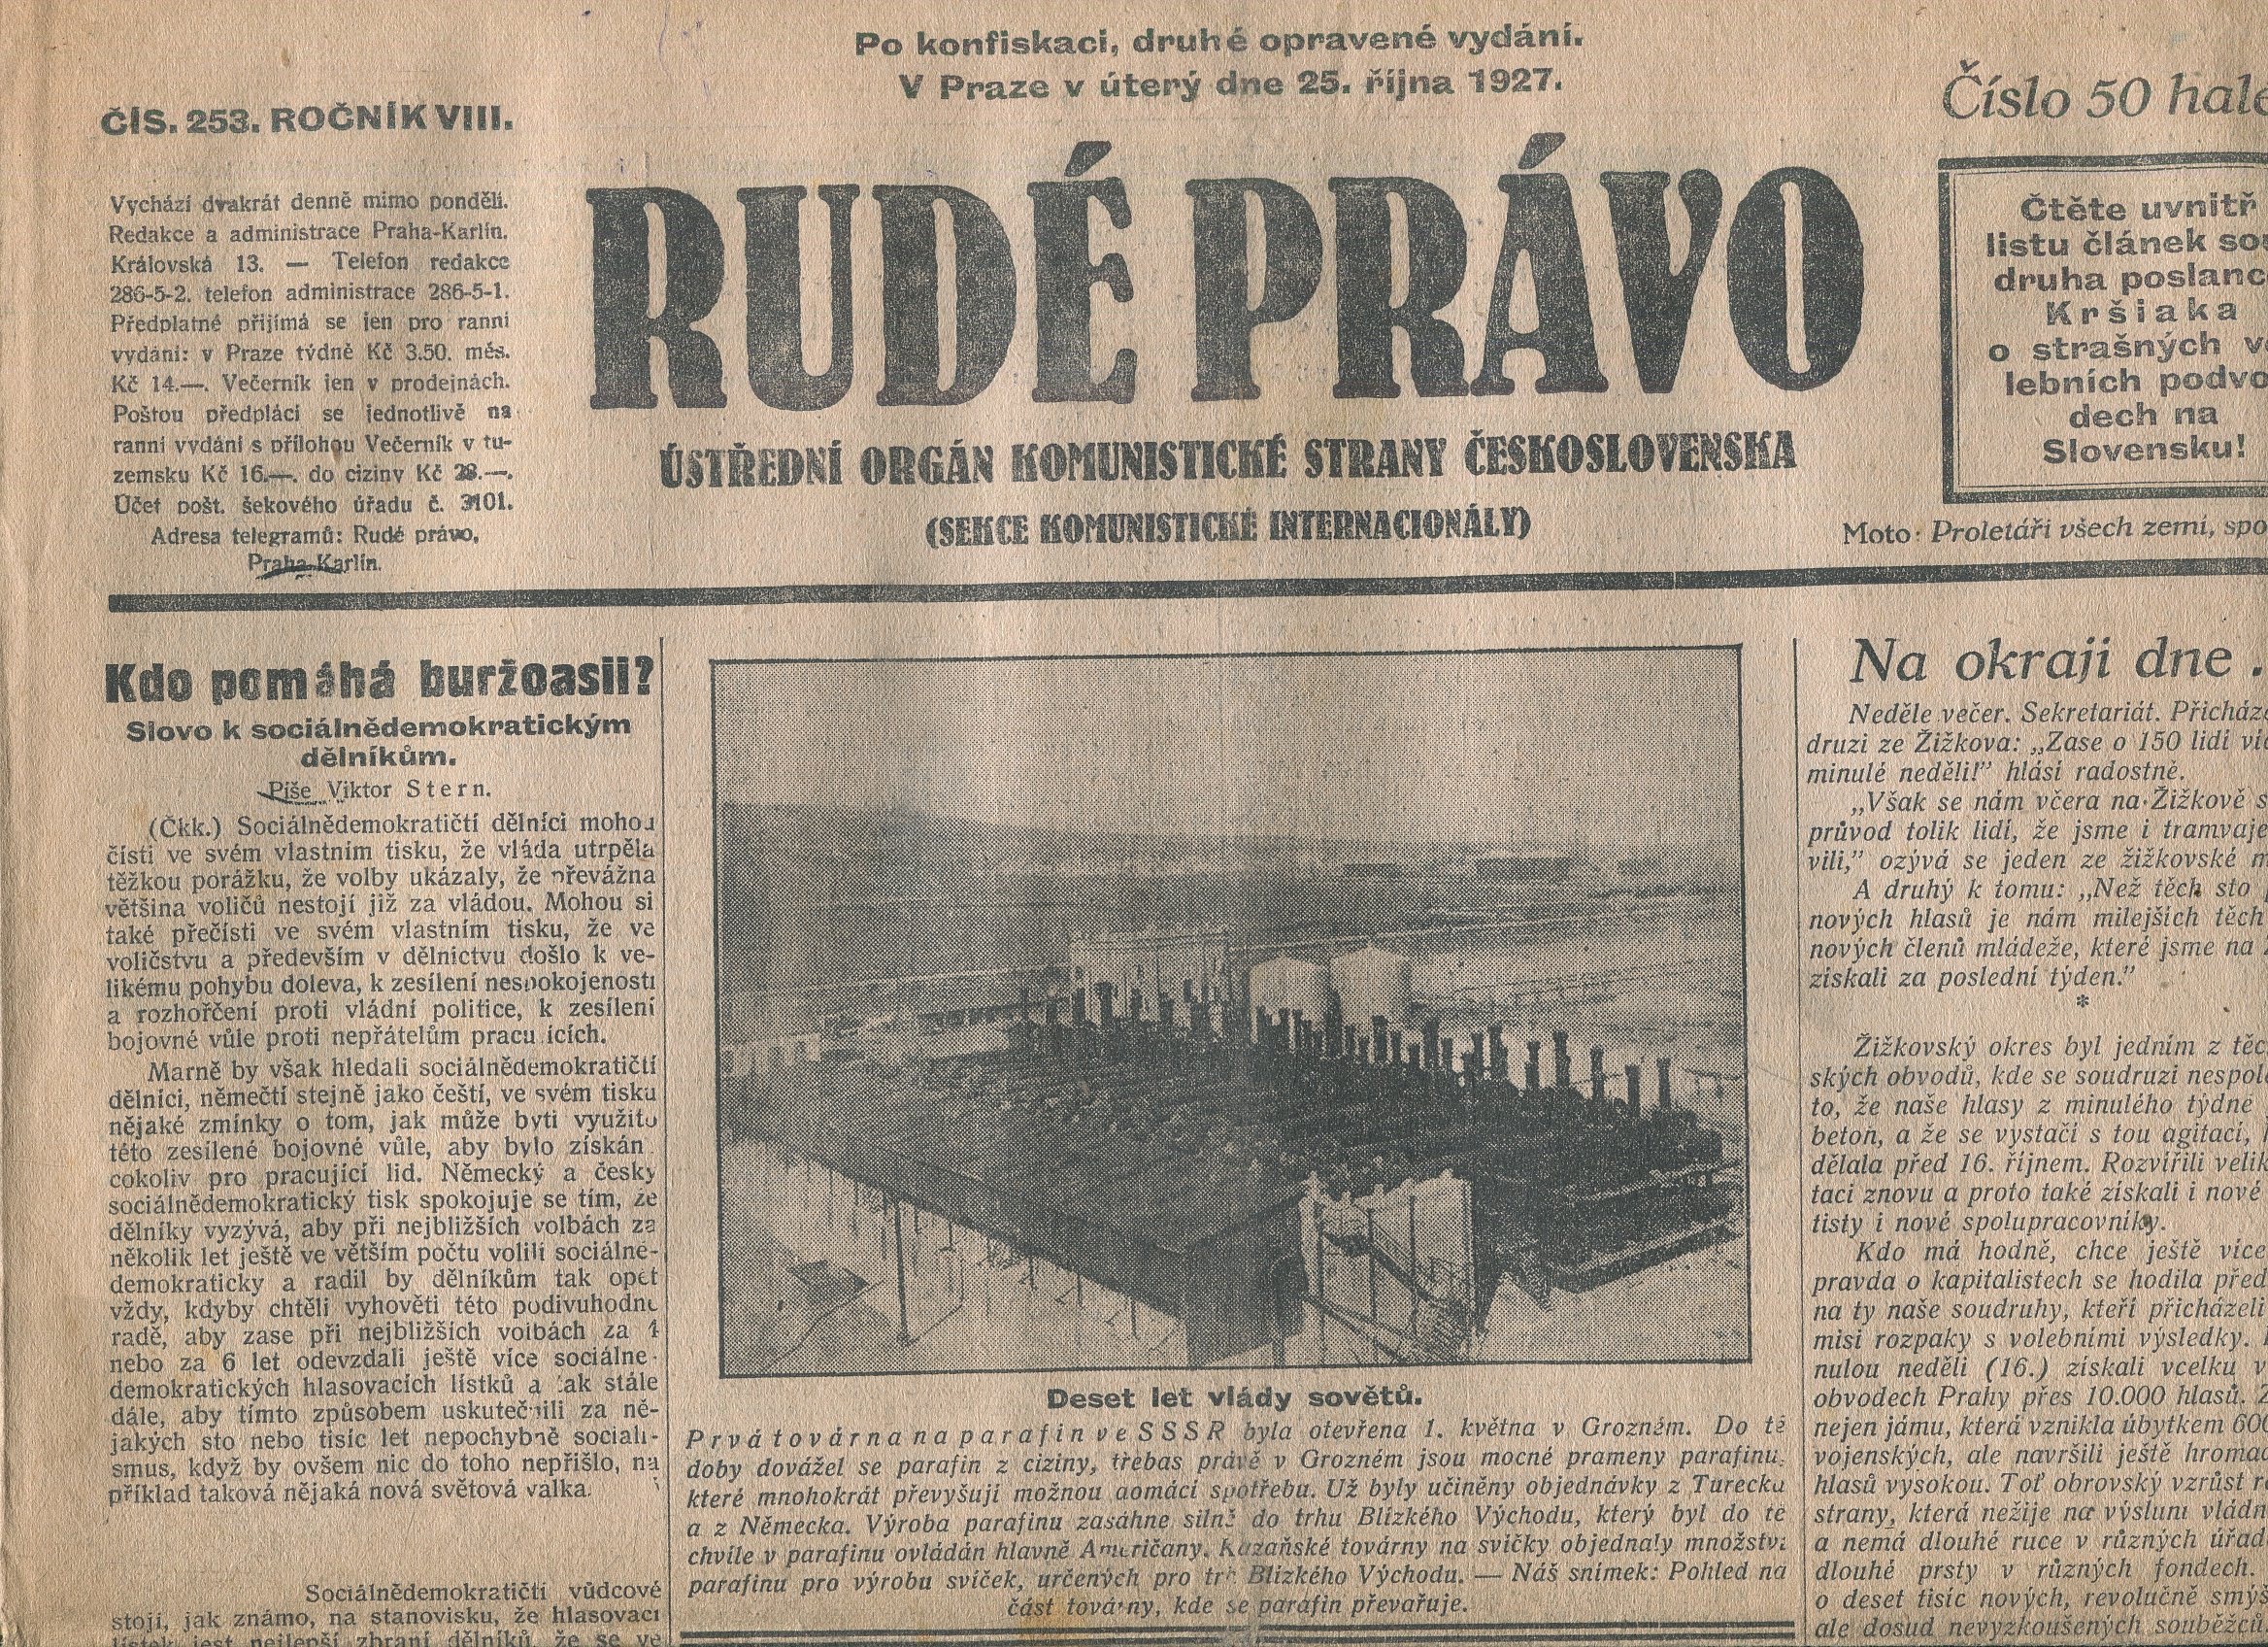 Po konfiskaci, druhé opravené vydání.
V Praze v úterý dne 25. října 1927.
ČÍS. 253. ROČNÍK VIII.
Číslo 50
Vychází dvakrát denně mimo pondělí.
Redakce a administrace Praha-Karlín,
Královská 13. — Telefon redakce
286-5-2, telefon administrace 286-5-1.
Předplatné přijímá se jen pro ranní
vydání: v Praze týdně Kč 3.50, měs.
Kč 14.—. Večerník jen v prodejnách.
Poštou předplácí se jednotlivě na
ranní vydání s přílohou Večerník v tu-
zemsku Kč 16.—, do ciziny Kč 28.—.
Účet pošt. šekového úřadu č. 3101.
Adresa telegramů: Rudé právo,
Praha-Karlín.
RUDÉ PRÁVO
ÚSTŘEDNÍ ORGÁN KOMUNISTICKÉ STRANY ČESKOSLOVENSKA
(SEKCE KOMUNISTICKÉ INTERNACIONÁLY)
Čtěte uvnitř
listu článek sou
druha poslanc
Kršiaka
o strašných vo
lebních podvo
dech na
Slovensku!
Moto: Proletáři všech zemí, spo
Kdo pomáhá buržoasii?
Slovo k sociálnědemokratickým
dělníkům.
Píše Viktor Stern.
(Čkk.) Sociálnědemokratičtí dělníci mohou
čísti ve svém vlastním tisku, že vláda utrpěla
těžkou porážku, že volby ukázaly, že převážna
většina voličů nestojí již za vládou. Mohou si
také přečísti ve svém vlastním tisku, že ve
voličstvu a především v dělnictvu došlo k ve-
likému pohybu doleva, k zesílení nespokojenosti
a rozhořčení proti vládní politice, k zesílení
bojovné vůle proti nepřátelům pracu ících.
Marně by však hledali sociálnědemokratičtí
dělníci, němečtí stejně jako čeští, ve svém tisku
nějaké zmínky o tom, jak může býti využito
této zesílené bojovné vůle, aby bylo získán
cokoliv pro pracující lid. Německý a český
sociálnědemokratický tisk spokojuje se tím, že
dělníky vyzývá, aby při nejbližších volbách za
několik let ještě ve větším počtu volili sociálně-
demokraticky a radil by dělníkům tak opět
vždy, kdyby chtěli vyhověti této podivuhodné
radě, aby zase při nejbližších volbách za 4
nebo za 6 let odevzdali ještě více sociálně-
demokratických hlasovacích lístků a tak stále
dále, aby tímto způsobem uskutečnili za ně-
jakých sto nebo tisíc let nepochybně sociali-
smus, když by ovšem nic do toho nepřišlo, na
příklad taková nějaká nová světová válka.
Sociálnědemokratičtí vůdcové
stojí, jak známo, na stanovisku, že hlasovací
lístek jest nejlepší zbraní dělníků, že se ve
Deset let vlády sovětů.
Prvá továrna na parafin ve SSSR byla otevřena 1. května v Grozném. Do té
doby dovážel se parafin z ciziny, třebas právě v Grozném jsou mocné prameny parafinu,
které mnohokrát převyšují možnou domácí spotřebu. Už byly učiněny objednávky z Turecka
a z Německa. Výroba parafinu zasáhne silně do trhu Blízkého Východu, který byl do té
chvíle v parafinu ovládán hlavně Američany. Kazaňské továrny na svíčky objednaly množství
parafinu pro výrobu svíček, určených pro trh Blízkého Východu. — Náš snímek: Pohled na
část továrny, kde se parafin převařuje.
Na okraji dne .
Neděle večer. Sekretariát. Přicház
druzi ze Žižkova: „Zase o 150 lidí ví
minulé neděli!” hlásí radostně.
„Však se nám včera na Žižkově s
průvod tolik lidí, že jsme i tramvaje
vili,” ozývá se jeden ze žižkovské m
A druhý k tomu: „Než těch sto
nových hlasů je nám milejších těch
nových členů mládeže, které jsme na
získali za poslední týden.”
*
Žižkovský okres byl jedním z těc
ských obvodů, kde se soudruzi nespol
to, že naše hlasy z minulého týdne
beton, a že se vystačí s tou agitací,
dělala před 16. říjnem. Rozvířili velik
taci znovu a proto také získali i nové
tisty i nové spolupracovníky.
Kdo má hodně, chce ještě více
pravda o kapitalistech se hodila před
na ty naše soudruhy, kteří přicházeli
misi rozpaky s volebními výsledky.
nulou neděli (16.) získali vcelku v
obvodech Prahy přes 10.000 hlasů. Z
nejen jámu, která vznikla úbytkem 600
vojenských, ale navršili ještě hromad
hlasů vysokou. Toť obrovský vzrůst r
strany, která nežije na výsluní vládn
a nemá dlouhé ruce v různých úřad
dlouhé prsty v různých fondech.
o deset tisíc nových, revolučně smýš
ale dosud nevyzkoušených souběžců